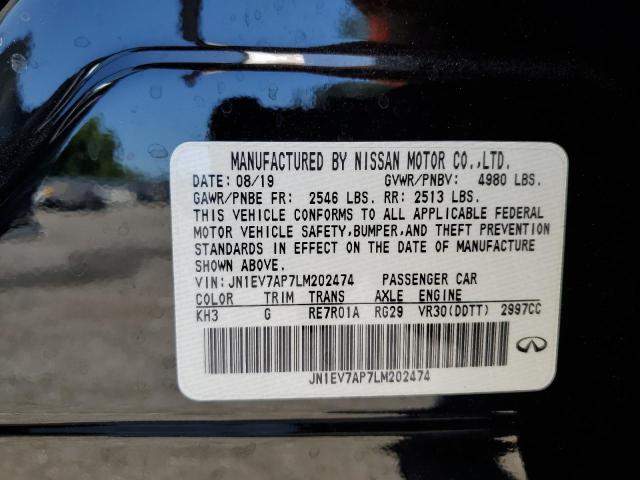 MANUFACTURED BY NISSAN MOTOR CO.,LTD.
DATE: 08/19 GVWR/PNBV: 4980 LBS.
GAWR/PNBE FR: 2546 LBS. RR: 2513 LBS.
THIS VEHICLE CONFORMS TO ALL APPLICABLE FEDERAL
MOTOR VEHICLE SAFETY,BUMPER,AND THEFT PREVENTION
STANDARDS IN EFFECT ON THE DATE OF MANUFACTURE
SHOWN ABOVE.
VIN: JN1EV7AP7LM202474 PASSENGER CAR
COLOR TRIM TRANS AXLE ENGINE
KH3 G RE7R01A RG29 VR30(DDTT) 2997CC
JN1EV7AP7LM202474